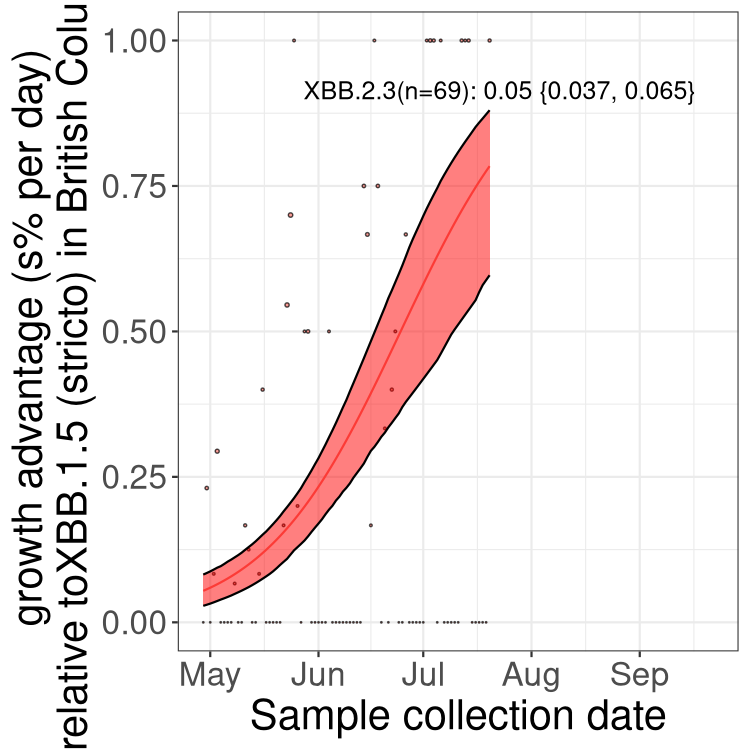 growth advantage (s% per day)
relative toXBB.1.5 (stricto) in British Colu
1.00
0.75
0.50
0.25
0.00
XBB.2.3(n=69): 0.05 {0.037, 0.065}
May Jun Jul Aug Sep
Sample collection date